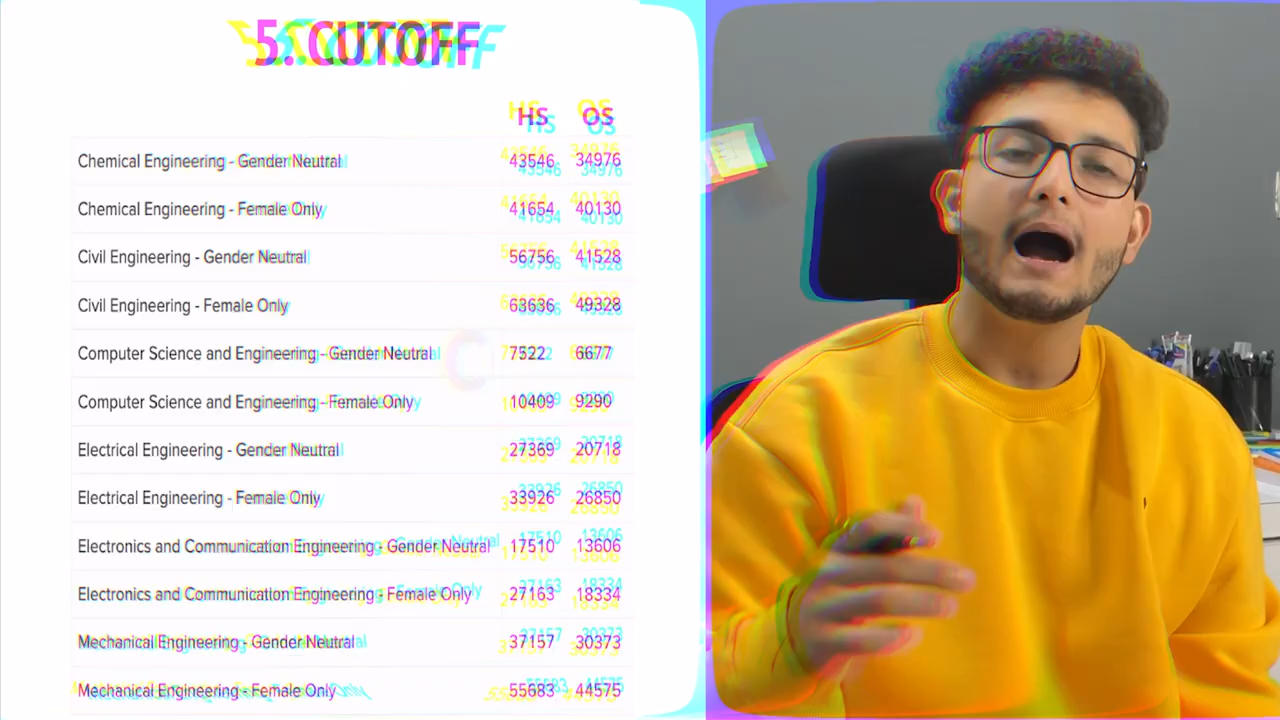 5. CUTOFF
HS OS
Chemical Engineering - Gender Neutral 43546 34976
Chemical Engineering - Female Only 41654 40130
Civil Engineering - Gender Neutral 56756 41528
Civil Engineering - Female Only 63636 49328
Computer Science and Engineering - Gender Neutral 7522 6677
Computer Science and Engineering - Female Only 10409 9290
Electrical Engineering - Gender Neutral 27369 20718
Electrical Engineering - Female Only 33926 26850
Electronics and Communication Engineering - Gender Neutral 17510 13606
Electronics and Communication Engineering - Female Only 27163 18334
Mechanical Engineering - Gender Neutral 37157 30373
Mechanical Engineering - Female Only 55683 44575